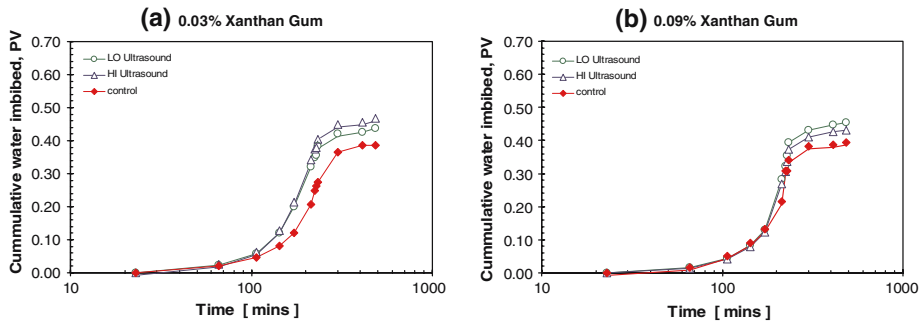 (a) 0.03% Xanthan Gum
Cummulative water imbibed, PV
0.70
0.60
0.50
0.40
0.30
0.20
0.10
0.00
LO Ultrasound
HI Ultrasound
control
10
100
1000
Time [ mins ]
(b) 0.09% Xanthan Gum
Cummulative water imbibed, PV
0.70
0.60
0.50
0.40
0.30
0.20
0.10
0.00
LO Ultrasound
HI Ultrasound
control
10
100
1000
Time [ mins ]